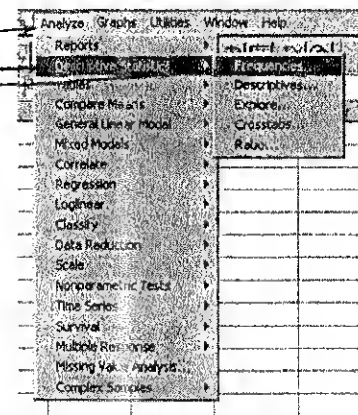 Analyze Graphs Utilities Window Help
Reports
Descriptive Statistics
Tables
Compare Means
General Linear Model
Mixed Models
Correlate
Regression
Loglinear
Classify
Data Reduction
Scale
Nonparametric Tests
Time Series
Survival
Multiple Response
Missing Value Analysis...
Complex Samples
Frequencies...
Descriptives...
Explore...
Crosstabs...
Ratio...